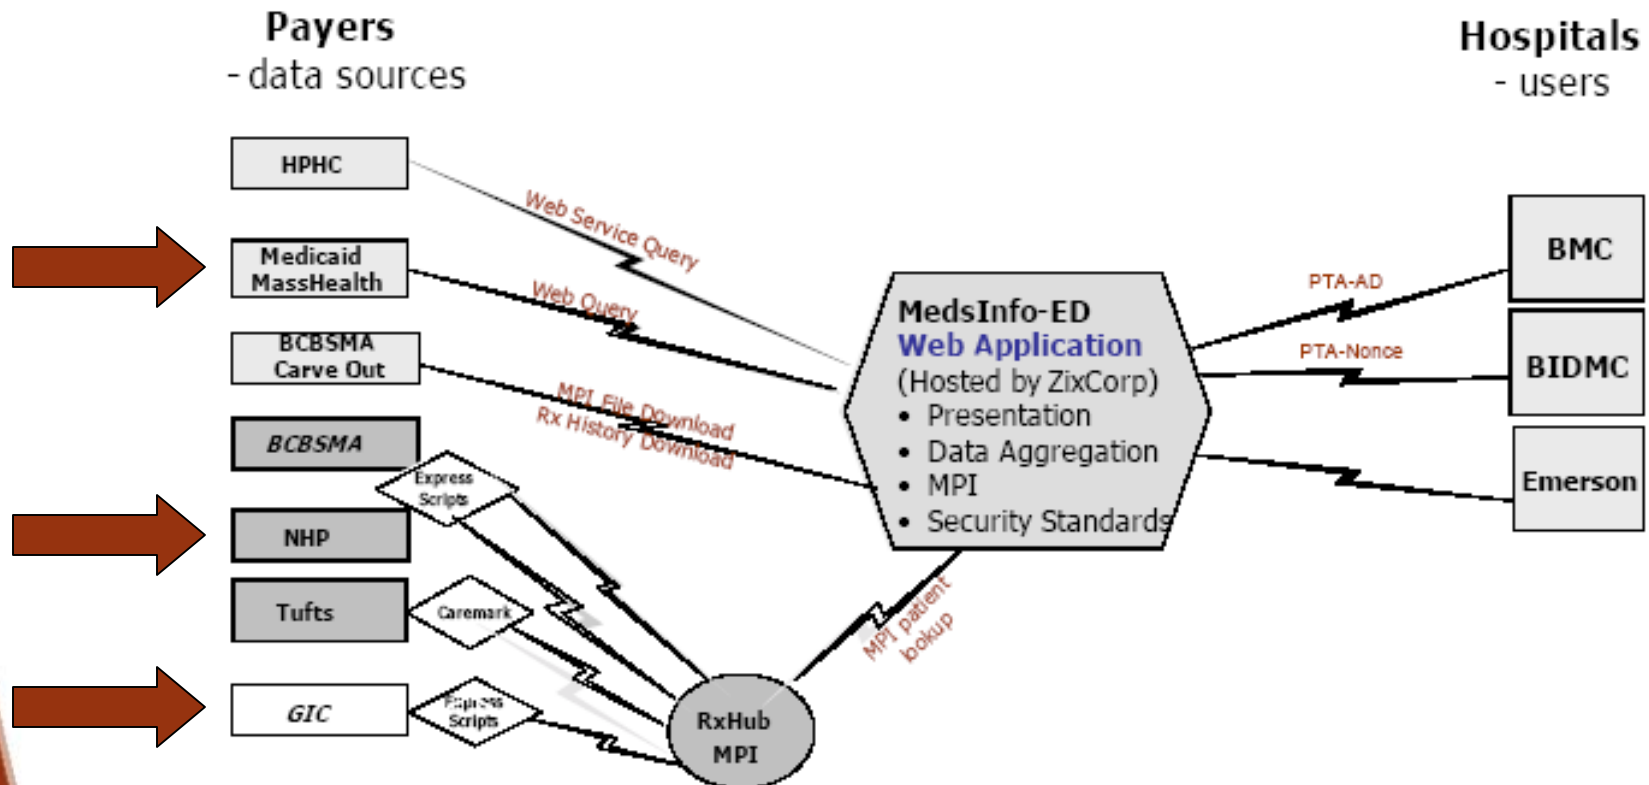 Payers
- data sources
Hospitals
- users
HPHC
Medicaid
MassHealth
BCBSMA
Carve Out
BCBSMA
Express
Scripts
NHP
Tufts
Caremark
GIC
Express
Scripts
Web Service Query
Web Query
MPI File Download
Rx History Download
MedsInfo-ED
Web Application
(Hosted by ZixCorp)
• Presentation
• Data Aggregation
• MPI
• Security Standards
MPI patient
lookup
RxHub
MPI
PTA-AD
PTA-Nonce
BMC
BIDMC
Emerson